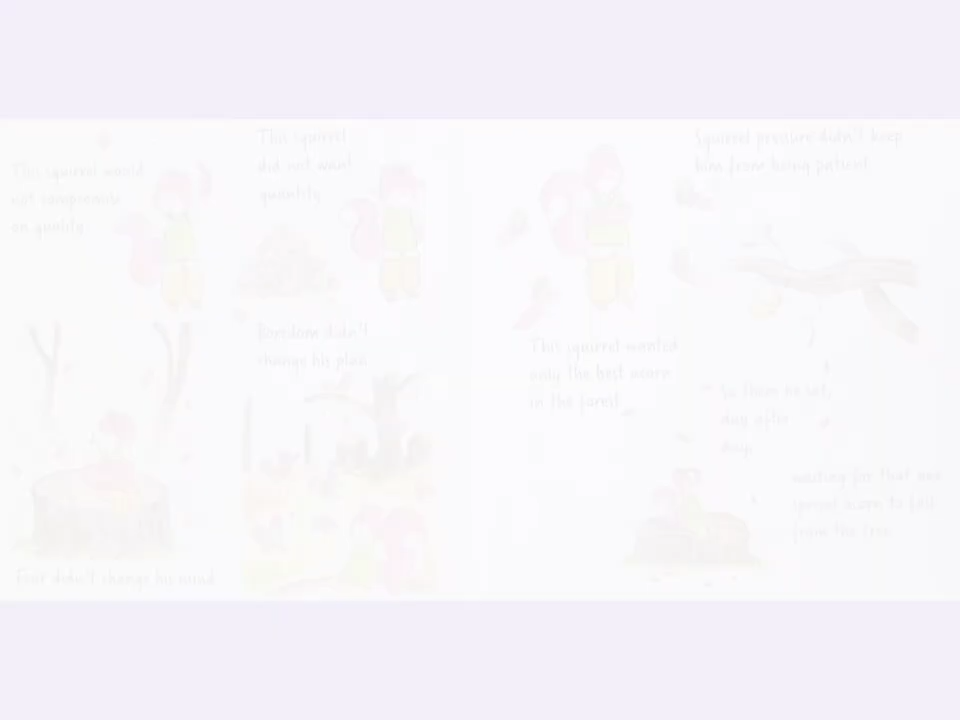 This squirrel would
not compromise
on quality
This squirrel
did not want
quantity
Fear didn't change his mind
Boredom didn't
change his plan
This squirrel wanted
only the best acorn
in the forest
Squirrel pressure didn't keep
him from being patient
So there he sat,
day after
day
waiting for that one
special acorn to fall
from the tree